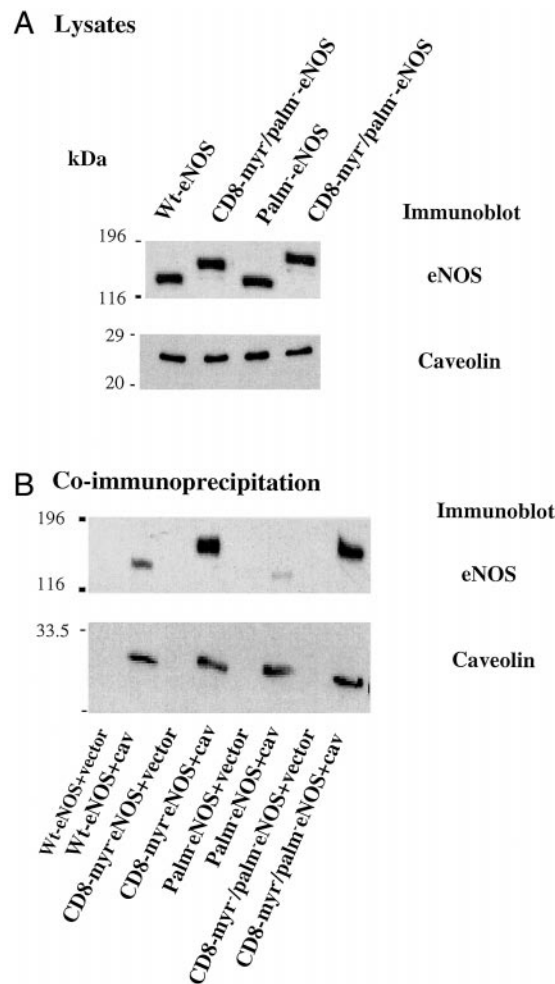 A Lysates
kDa
Wt-eNOS
CD8-myr⁻/palm⁻-eNOS
Palm⁻-eNOS
CD8-myr⁻/palm⁻-eNOS
Immunoblot
196
116
eNOS
29 -
20 -
Caveolin
B Co-immunoprecipitation
Immunoblot
196
116
eNOS
33.5
-
Caveolin
Wt-eNOS+vector
Wt-eNOS+cav
CD8-myr⁻eNOS+vector
CD8-myr⁻eNOS+cav
Palm⁻eNOS+vector
Palm⁻eNOS+cav
CD8-myr⁻/palm⁻eNOS+vector
CD8-myr⁻/palm⁻eNOS+cav